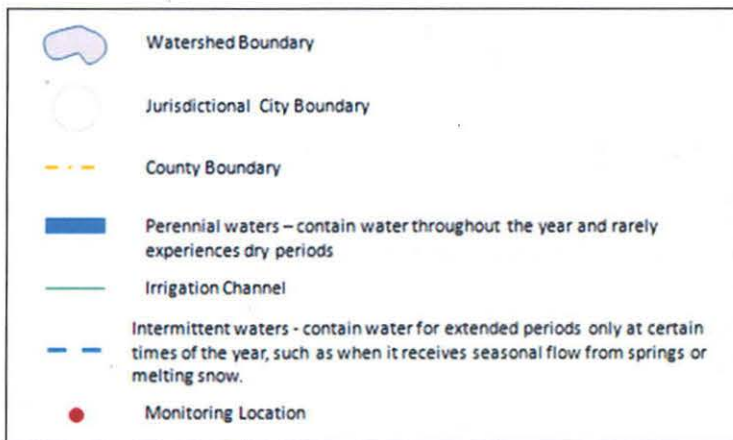 Watershed Boundary
Jurisdictional City Boundary
County Boundary
Perennial waters – contain water throughout the year and rarely
experiences dry periods
Irrigation Channel
Intermittent waters - contain water for extended periods only at certain
times of the year, such as when it receives seasonal flow from springs or
melting snow.
Monitoring Location